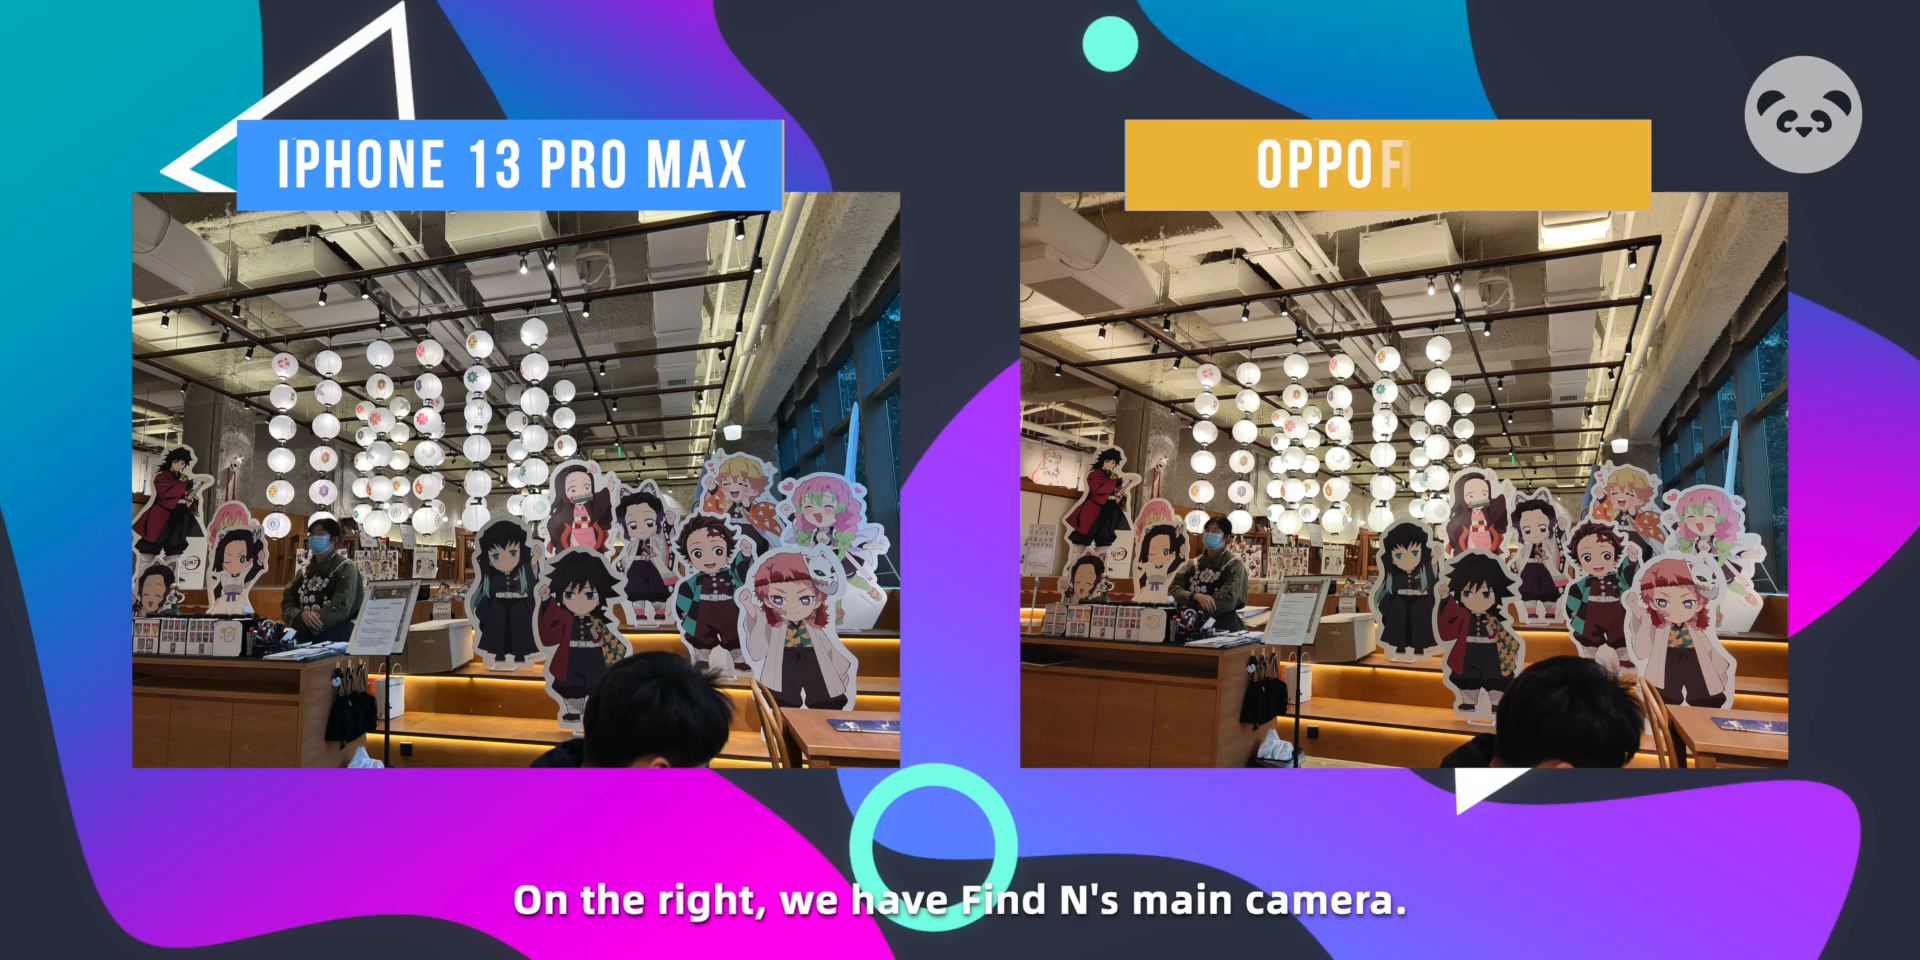 IPHONE 13 PRO MAX
OPPO F
On the right, we have Find N's main camera.